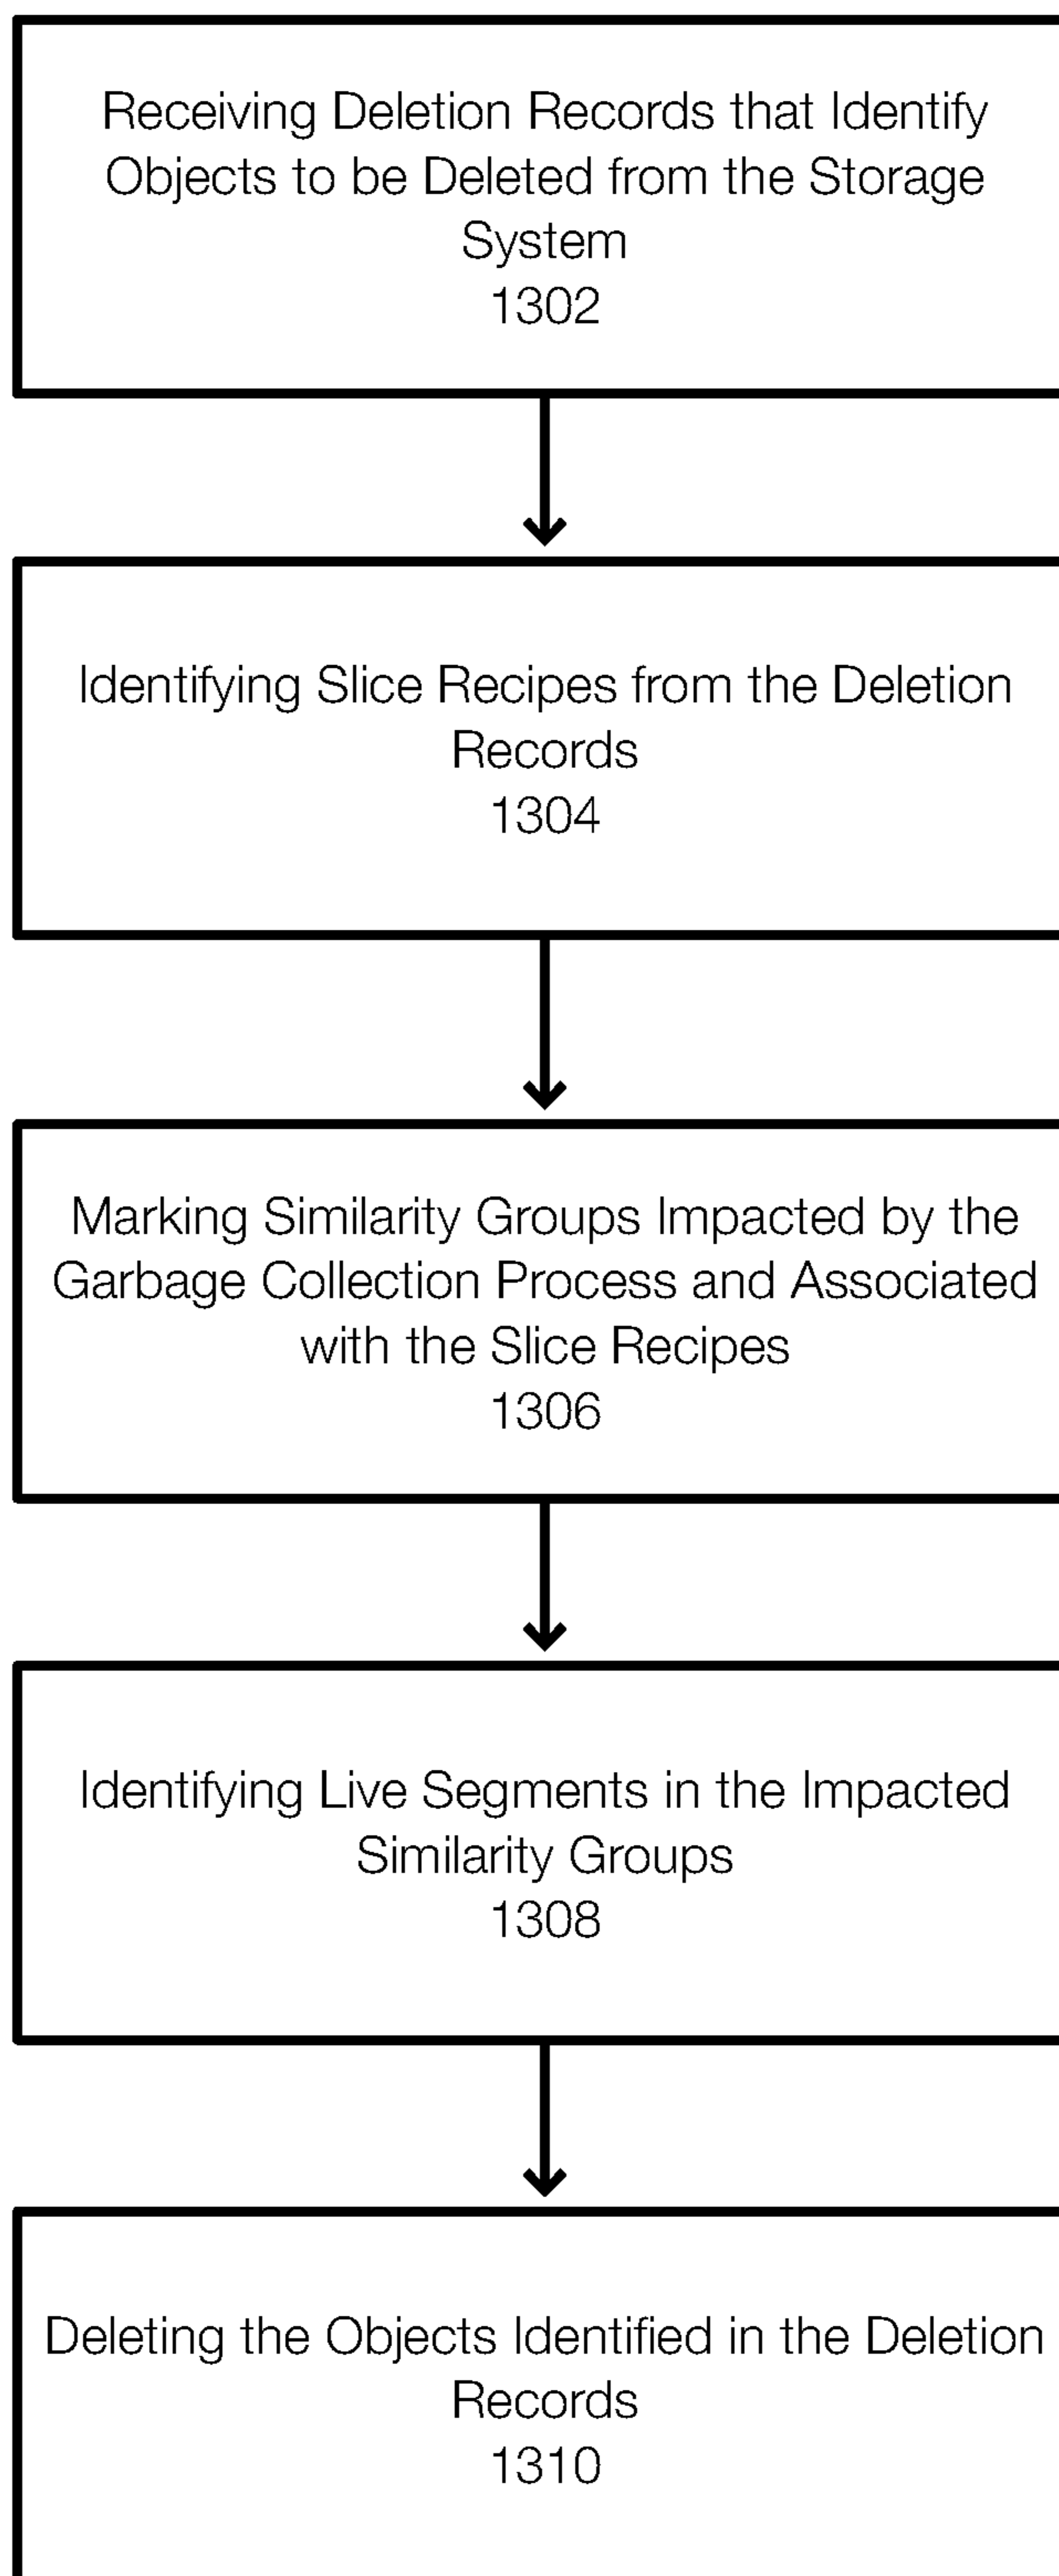 Receiving Deletion Records that Identify
Objects to be Deleted from the Storage
System
1302
Identifying Slice Recipes from the Deletion
Records
1304
Marking Similarity Groups Impacted by the
Garbage Collection Process and Associated
with the Slice Recipes
1306
Identifying Live Segments in the Impacted
Similarity Groups
1308
Deleting the Objects Identified in the Deletion
Records
1310